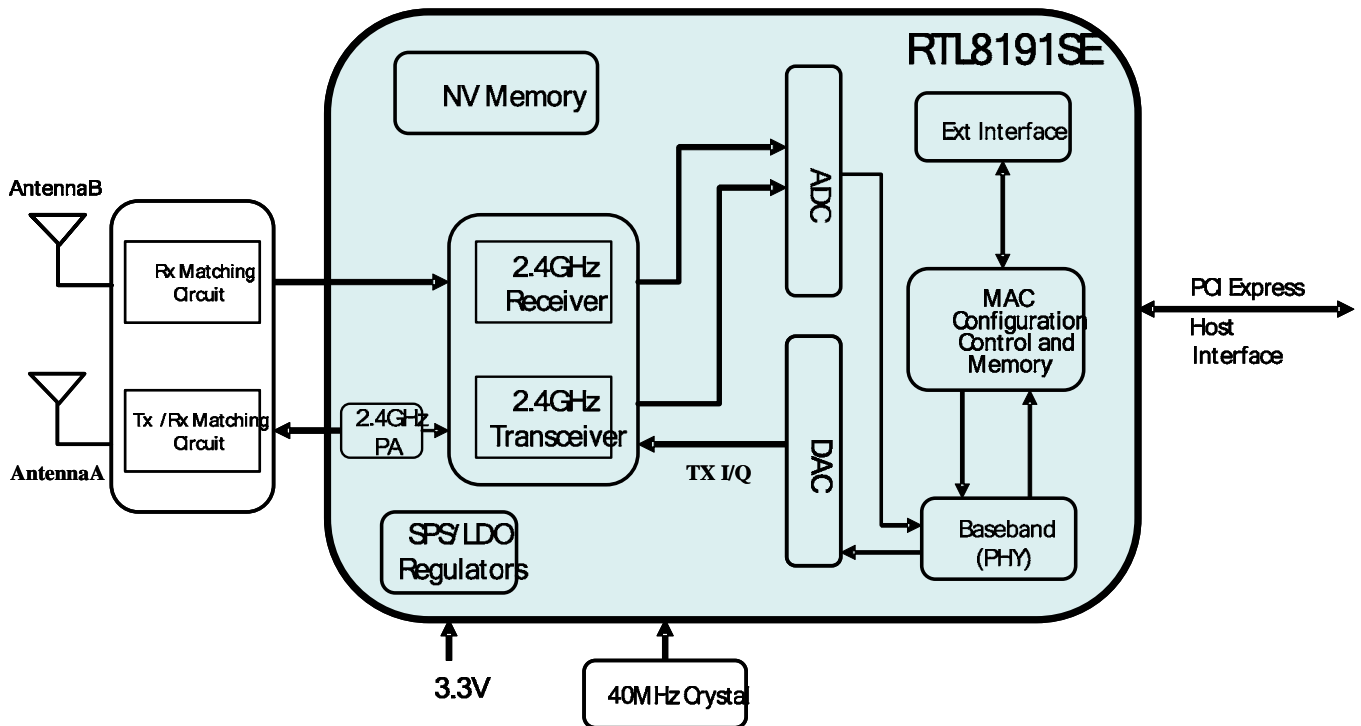 RTL8191SE
NV Memory
Ext Interface
ADC
AntennaB
Rx Matching
Circuit
2.4GHz
Receiver
MAC
Configuration
Control and
Memory
PCI Express
Host
Interface
Tx / Rx Matching
Circuit
2.4GHz
PA
2.4GHz
Transceiver
AntennaA
TX I/Q
DAC
SPS/LDO
Regulators
Baseband
(PHY)
3.3V
40MHz Crystal